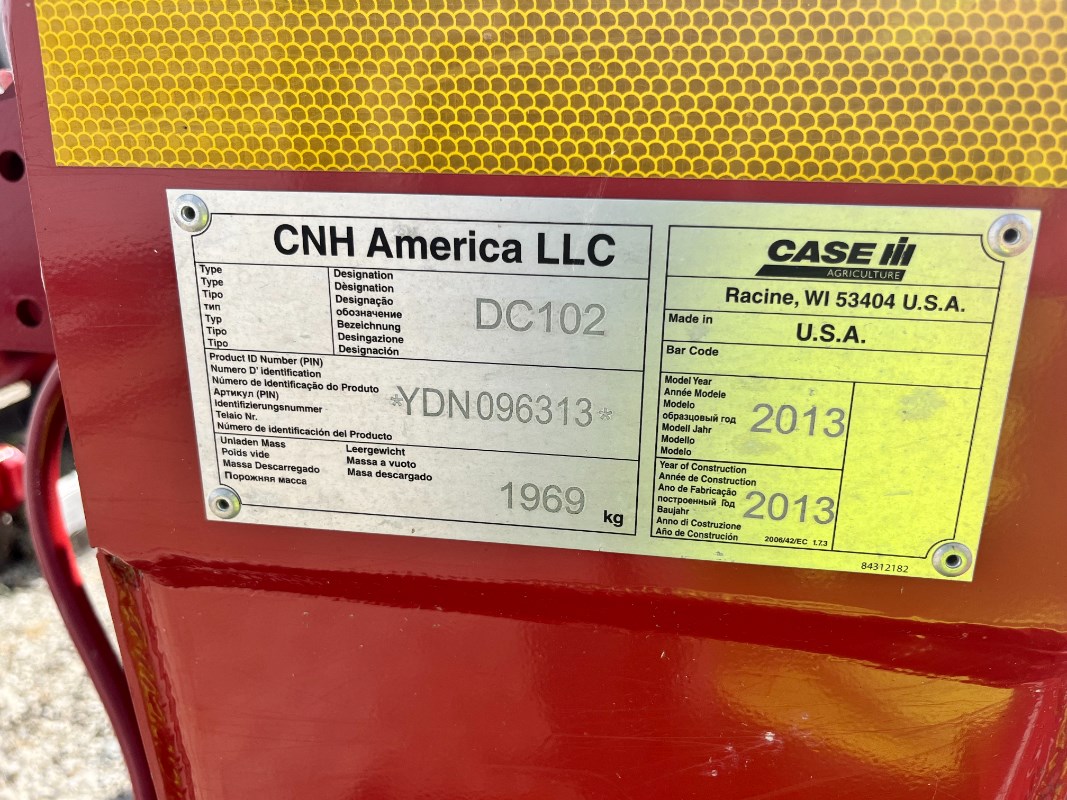 CNH America LLC
Type
Type
Tipo
тип
Typ
Tipo
Tipo
Designation
Dèsignation
Designação
обозначение
Bezeichnung
Desingazione
Designación
DC102
Product ID Number (PIN)
Numero D' identification
Número de identificação do Produto
Артикул (PIN)
Identifizierungsnummer
Telaio Nr.
Número de identificación del Producto
*YDN096313*
Unladen Mass
Poids vide
Massa Descarregado
Порожняя масса
Leergewicht
Massa a vuoto
Masa descargado
1969 kg
CASE IH
AGRICULTURE
Racine, WI 53404 U.S.A.
Made in
U.S.A.
Bar Code
Model Year
Année Modele
Modelo
образцовый год
Modell Jahr
Modello
Modelo
2013
Year of Construction
Année de Construction
Ano de Fabricação
построенный год
Baujahr
Anno di Costruzione
Año de Construción
2013
2006/42/EC 1.7.3
84312182